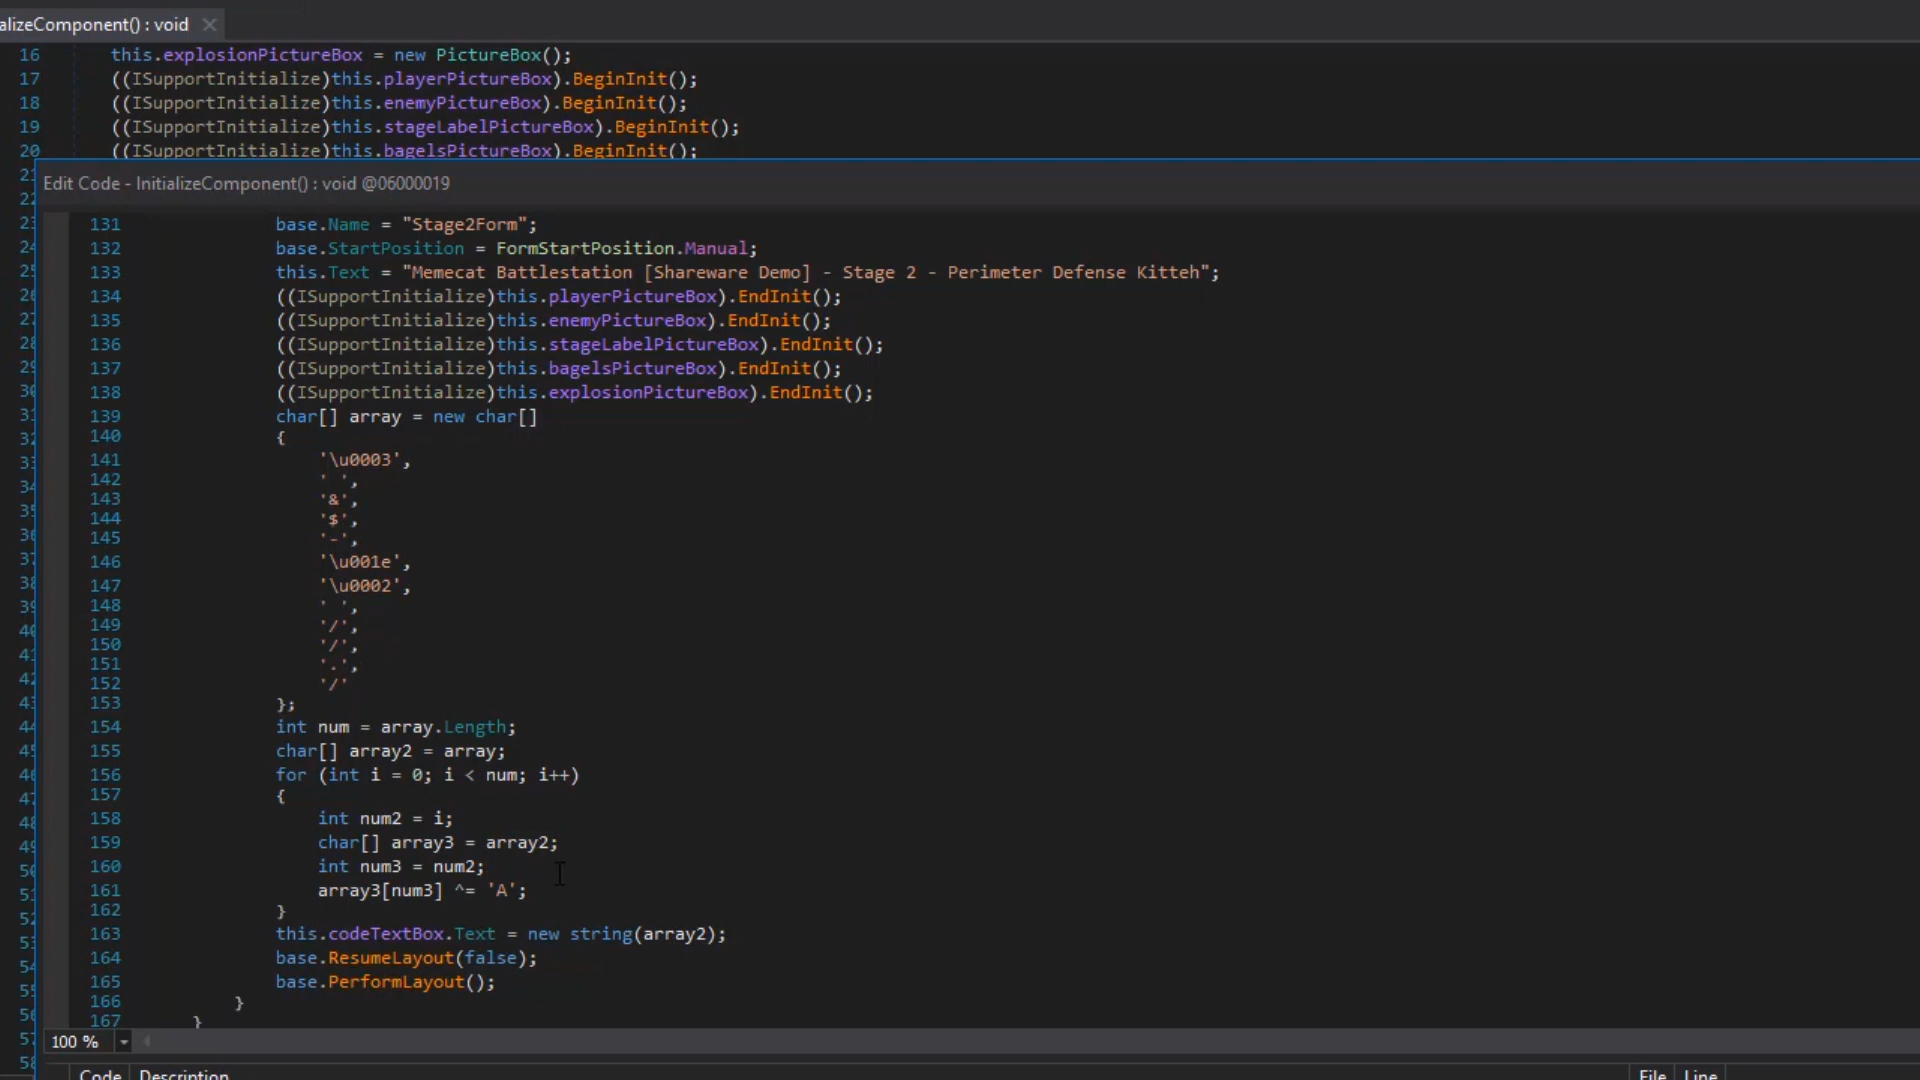 alizeComponent() : void ×
16 this.explosionPictureBox = new PictureBox();
17 ((ISupportInitialize)this.playerPictureBox).BeginInit();
18 ((ISupportInitialize)this.enemyPictureBox).BeginInit();
19 ((ISupportInitialize)this.stageLabelPictureBox).BeginInit();
20 ((ISupportInitialize)this.bagelsPictureBox).BeginInit();
Edit Code - InitializeComponent() : void @06000019
131 base.Name = "Stage2Form";
132 base.StartPosition = FormStartPosition.Manual;
133 this.Text = "Memecat Battlestation [Shareware Demo] - Stage 2 - Perimeter Defense Kitteh";
134 ((ISupportInitialize)this.playerPictureBox).EndInit();
135 ((ISupportInitialize)this.enemyPictureBox).EndInit();
136 ((ISupportInitialize)this.stageLabelPictureBox).EndInit();
137 ((ISupportInitialize)this.bagelsPictureBox).EndInit();
138 ((ISupportInitialize)this.explosionPictureBox).EndInit();
139 char[] array = new char[]
140 {
141 '\u0003',
142 ' ',
143 '&',
144 '$',
145 '-',
146 '\u001e',
147 '\u0002',
148 ' ',
149 '/',
150 '/',
151 '.',
152 '/'
153 };
154 int num = array.Length;
155 char[] array2 = array;
156 for (int i = 0; i < num; i++)
157 {
158 int num2 = i;
159 char[] array3 = array2;
160 int num3 = num2;
161 array3[num3] ^= 'A';
162 }
163 this.codeTextBox.Text = new string(array2);
164 base.ResumeLayout(false);
165 base.PerformLayout();
166 }
167 }
100 %
Code Description File Line